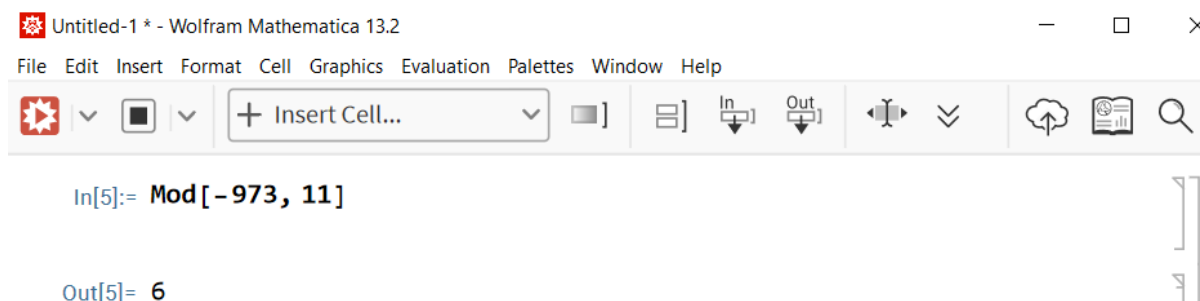 Untitled-1 * - Wolfram Mathematica 13.2
File Edit Insert Format Cell Graphics Evaluation Palettes Window Help
+ Insert Cell... In Out
In[5]:= Mod[-973, 11]
Out[5]= 6